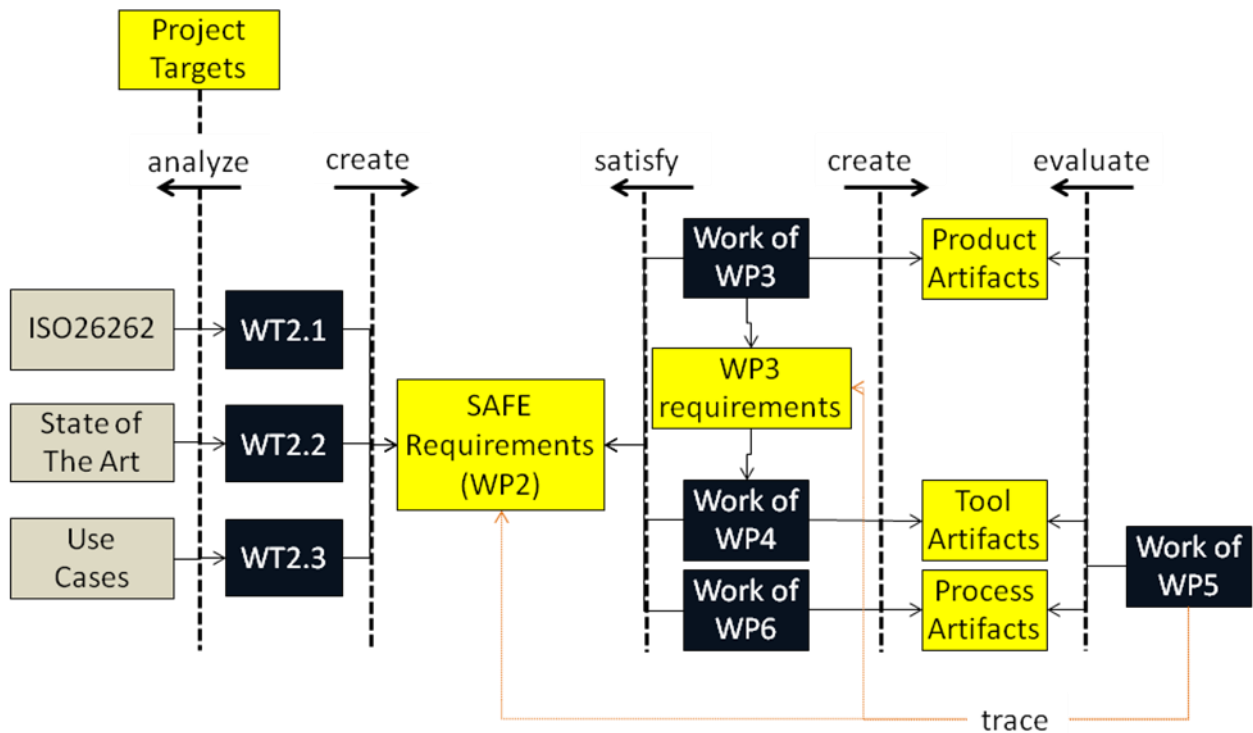 Project
Targets
analyze
create
satisfy
create
evaluate
Work of
WP3
Product
Artifacts
ISO26262
WT2.1
WP3
requirements
State of
The Art
WT2.2
SAFE
Requirements
(WP2)
Work of
WP4
Tool
Artifacts
Use
Cases
WT2.3
Work of
WP5
Work of
WP6
Process
Artifacts
trace